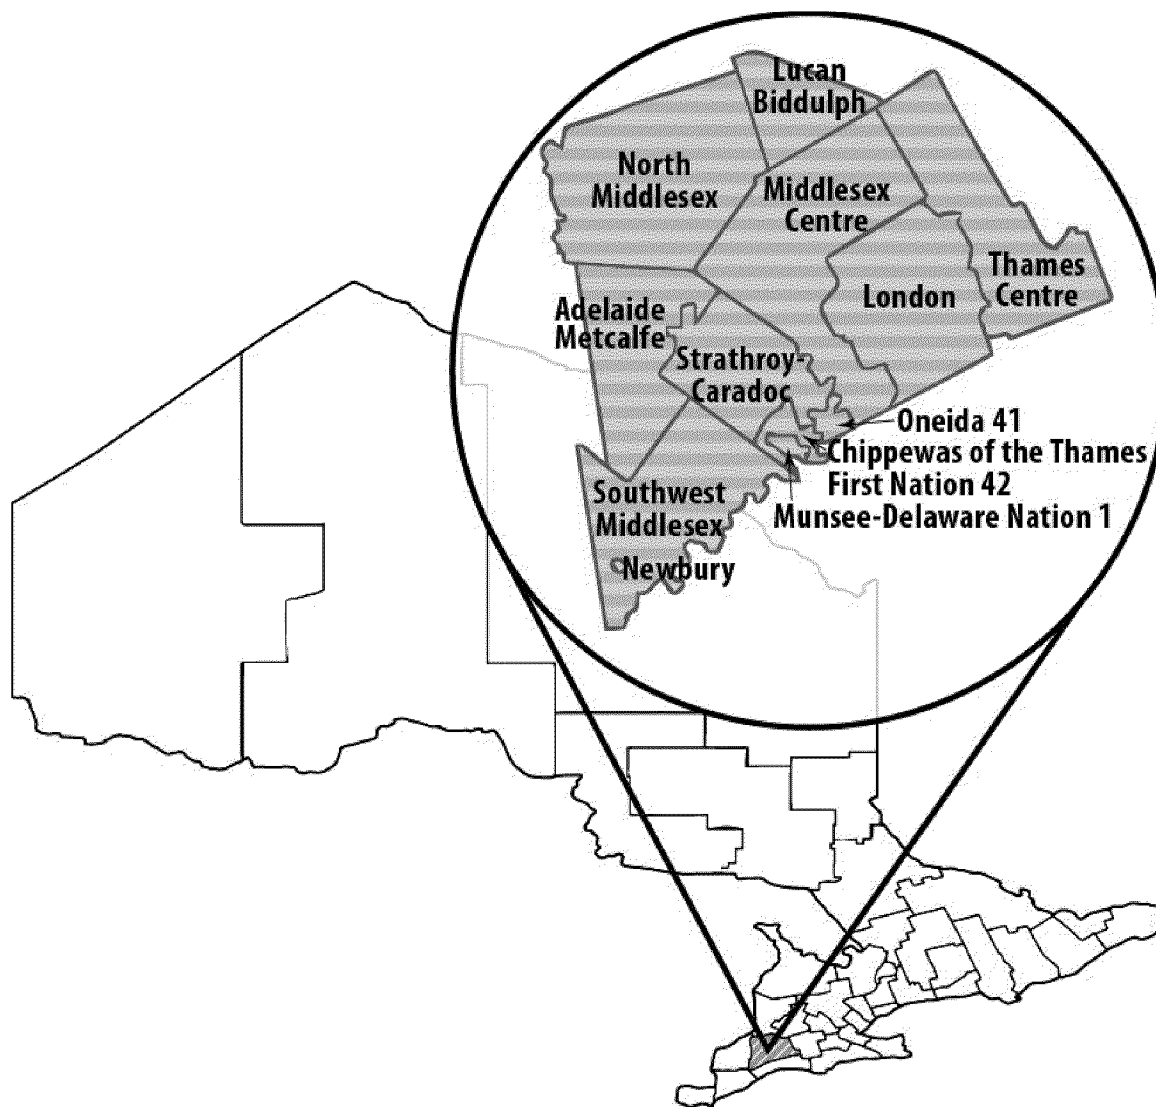 Lucan
Biddulph
North
Middlesex
Middlesex
Centre
Thames
Centre
London
Adelaide
Metcalfe
Strathroy-
Caradoc
Oneida 41
Chippewas of the Thames
First Nation 42
Munsee-Delaware Nation 1
Southwest
Middlesex
Newbury